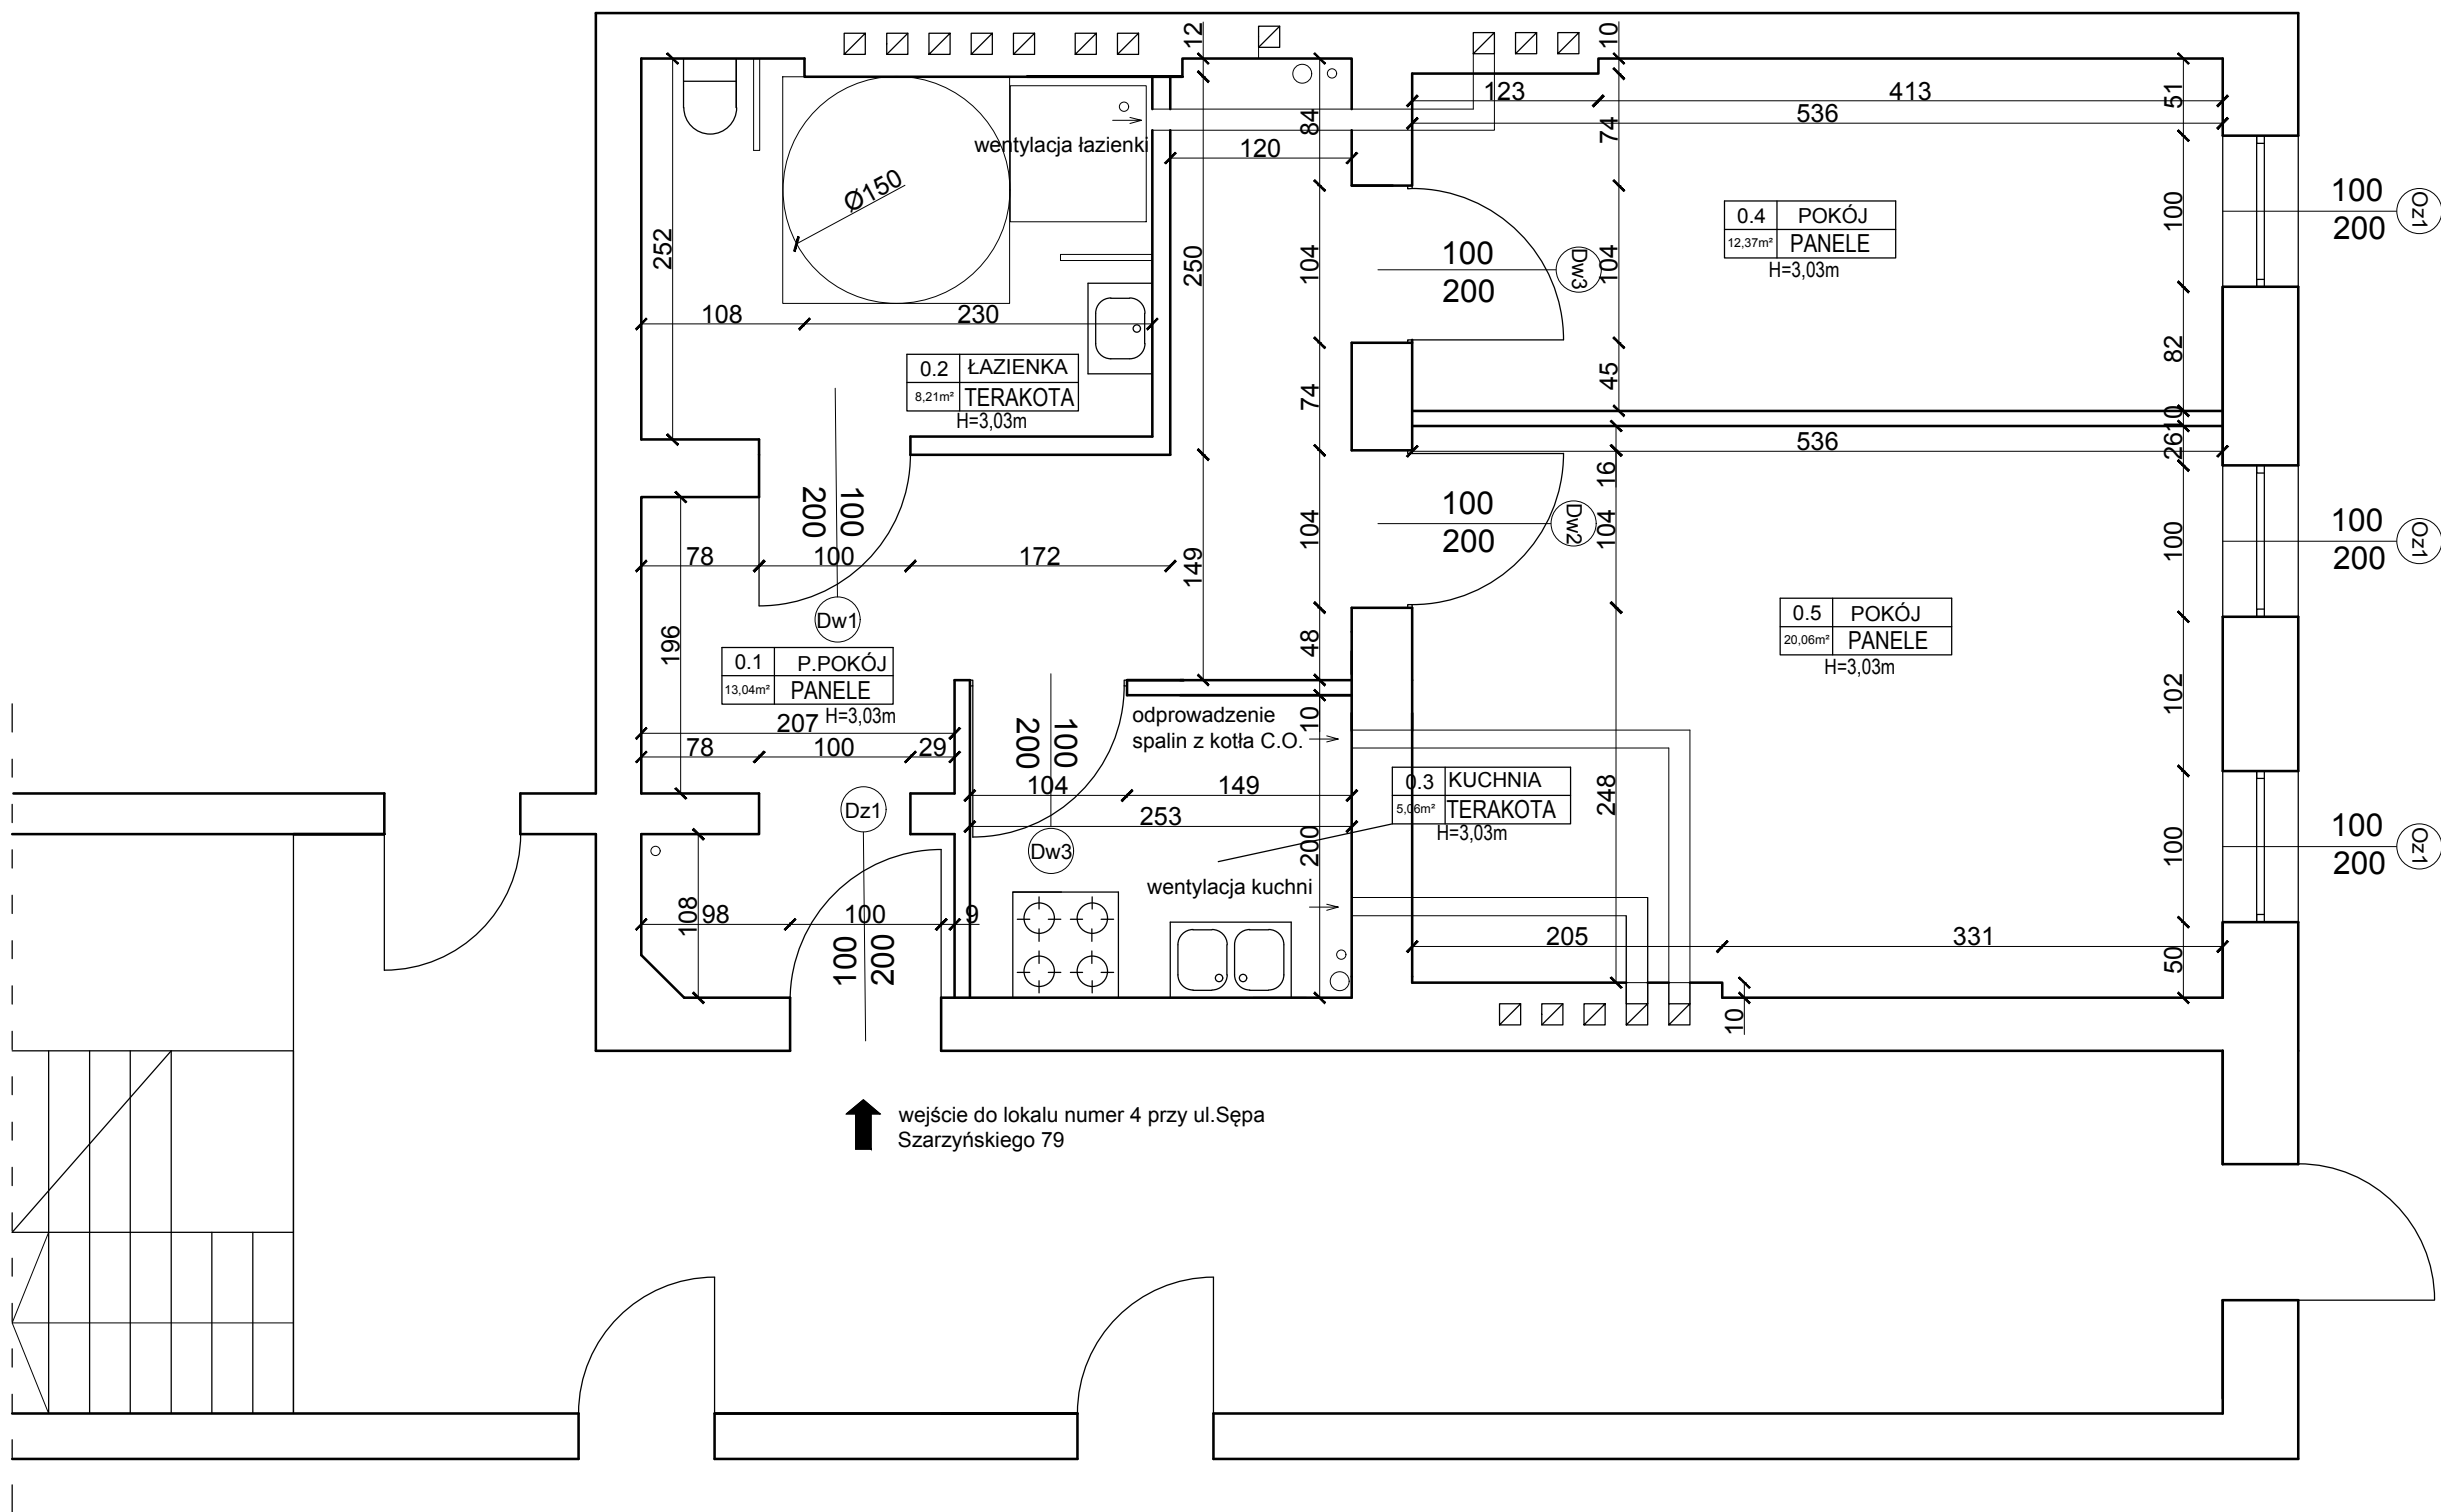 12
10
123
413
51
536
84
74
wentylacja łazienki
120
Ø150
100
200
Oz1
0.4 POKÓJ
12,37m² PANELE
H=3,03m
252
250
104
100
200
Dw3
104
100
108
230
0.2 ŁAZIENKA
8,21m² TERAKOTA
H=3,03m
74
45
82
10
26
536
16
100
200
100
200
Dw2
104
104
149
100
100
200
Oz1
78
100
172
Dw1
196
48
0.5 POKÓJ
20,06m² PANELE
H=3,03m
0.1 P.POKÓJ
13,04m² PANELE
H=3,03m
207
78
100
29
100
200
10
odprowadzenie
spalin z kotła C.O.
102
104
149
253
Dz1
Dw3
0.3 KUCHNIA
5,06m² TERAKOTA
H=3,03m
248
200
100
100
200
Oz1
wentylacja kuchni
108
98
100
9
100
200
205
331
50
10
wejście do lokalu numer 4 przy ul.Sępa
Szarzyńskiego 79